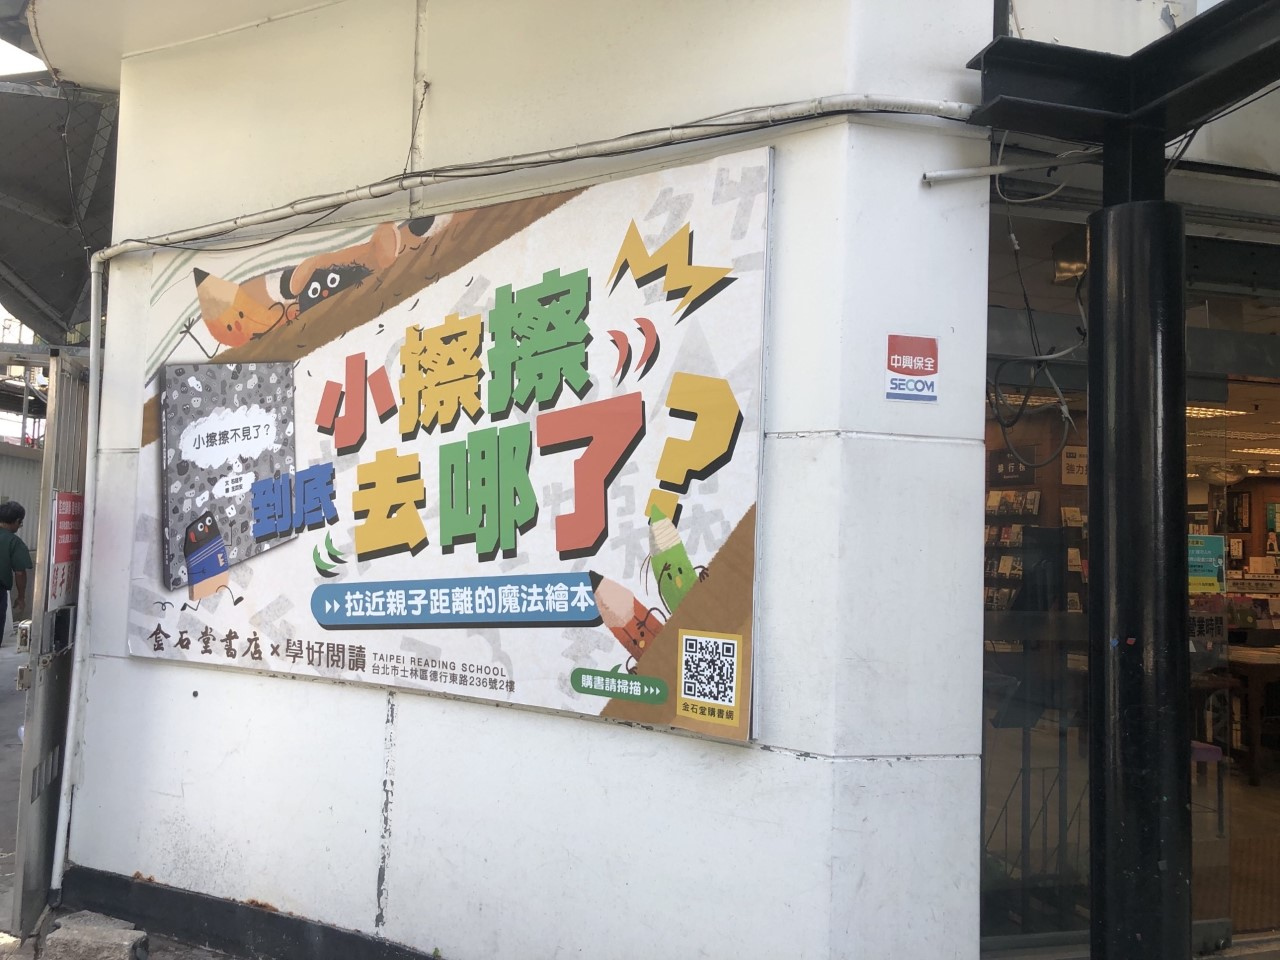 小擦擦
到底去哪了?
小擦擦不見了?
拉近親子距離的魔法繪本
金石堂書店×學好閱讀
TAIPEI READING SCHOOL
台北市士林區德行東路236號2樓
購書請掃描
金石堂購書網
中興保全
SECOM